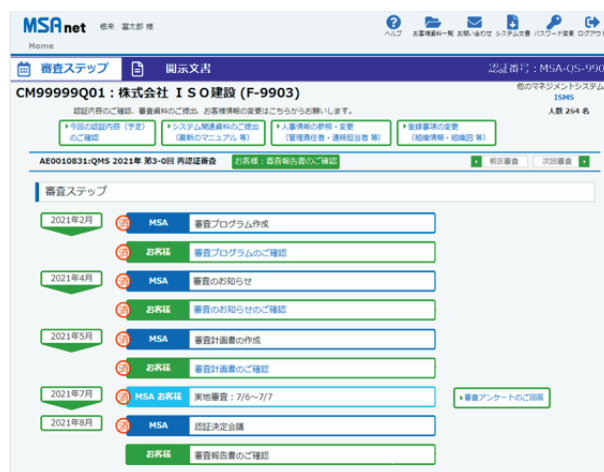 MSAnet 根来 富太郎 様
ヘルプ お客様資料一覧 お問い合わせ システム文書 パスワード変更 ログアウト
Home
審査ステップ 開示文書 認証番号：MSA-QS-990
CM99999Q01：株式会社 ＩＳＯ建設 (F-9903)
他のマネジメントシステム
ISMS
人数 264 名
認証内容のご確認、審査資料のご提出、お客様情報の変更はこちらからお願いします。
今回の認証内容（予定）のご確認
システム関連資料のご提出（最新のマニュアル 等）
人事情報の参照・変更（管理責任者・連絡担当者 等）
登録事項の変更（組織情報・組織図 等）
AE0010831:QMS 2021年 第3-0回 再認証審査 お客様：審査報告書のご確認 前回審査 次回審査
審査ステップ
2021年2月 済 MSA 審査プログラム作成
済 お客様 審査プログラムのご確認
2021年4月 済 MSA 審査のお知らせ
済 お客様 審査のお知らせのご確認
2021年5月 済 MSA 審査計画書の作成
済 お客様 審査計画書のご確認
2021年7月 済 MSA お客様 実地審査：7/6～7/7 審査アンケートのご回答
2021年8月 済 MSA 認証決定会議
お客様 審査報告書のご確認